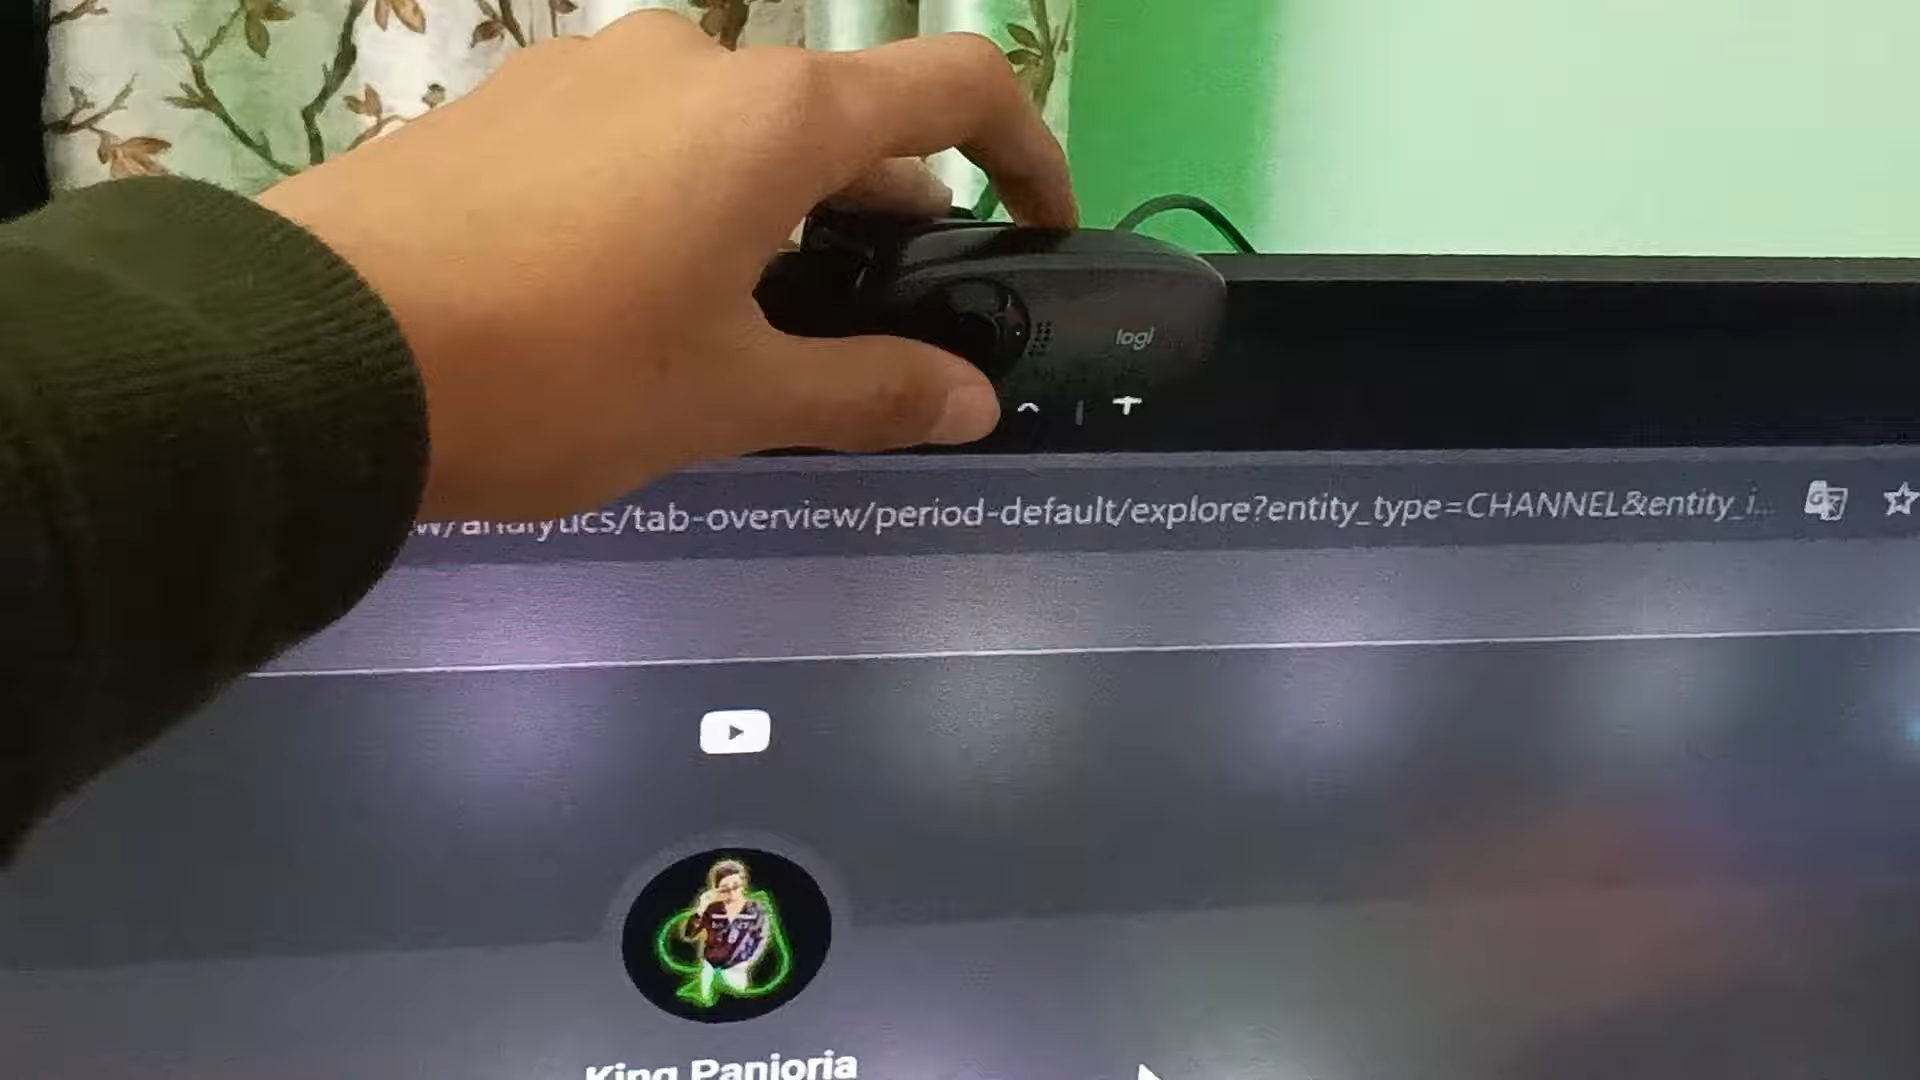 logi
w/analytics/tab-overview/period-default/explore?entity_type=CHANNEL&entity_i...
King Panjoria